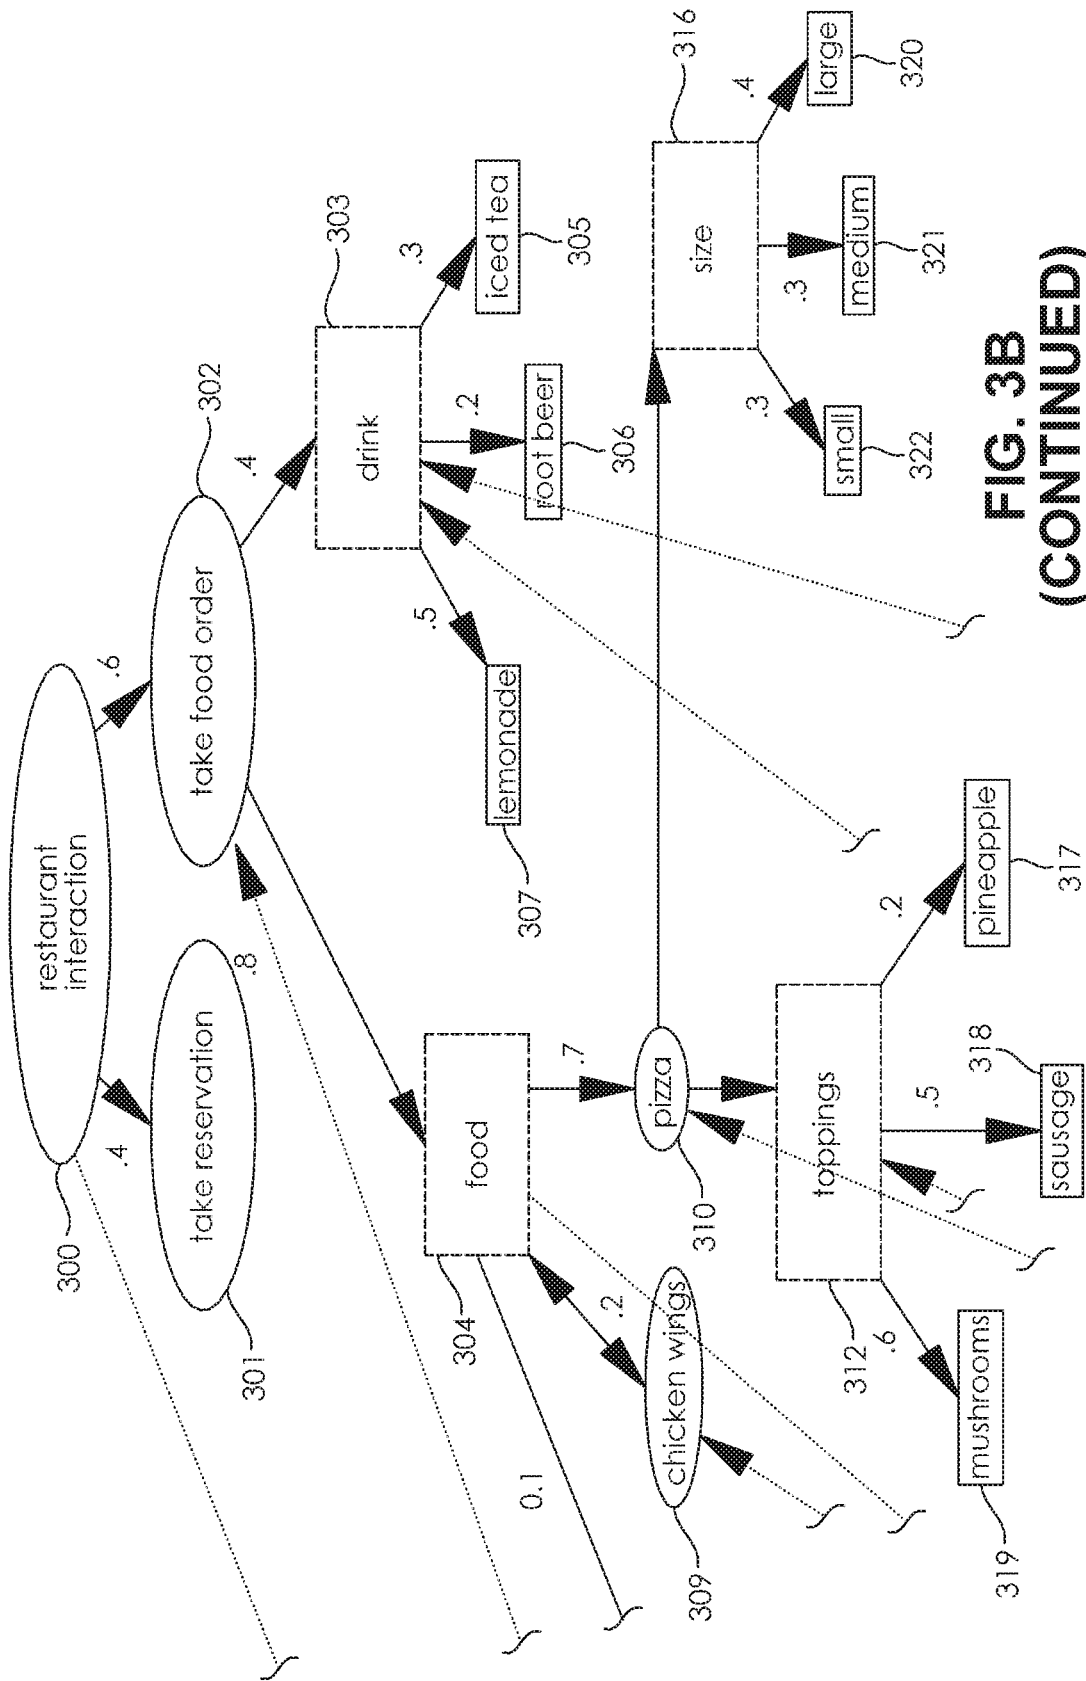 300
restaurant
interaction
.6
.4
301
take reservation
.8
take food order
302
.4
303
drink
.5
.2
.3
307
lemonade
root beer
306
iced tea
305
304
food
0.1
.2
.7
309
chicken wings
310
pizza
316
size
.3
.3
.4
small
322
medium
321
large
320
312
toppings
.6
.5
.2
319
mushrooms
318
sausage
pineapple
317
FIG. 3B
(CONTINUED)